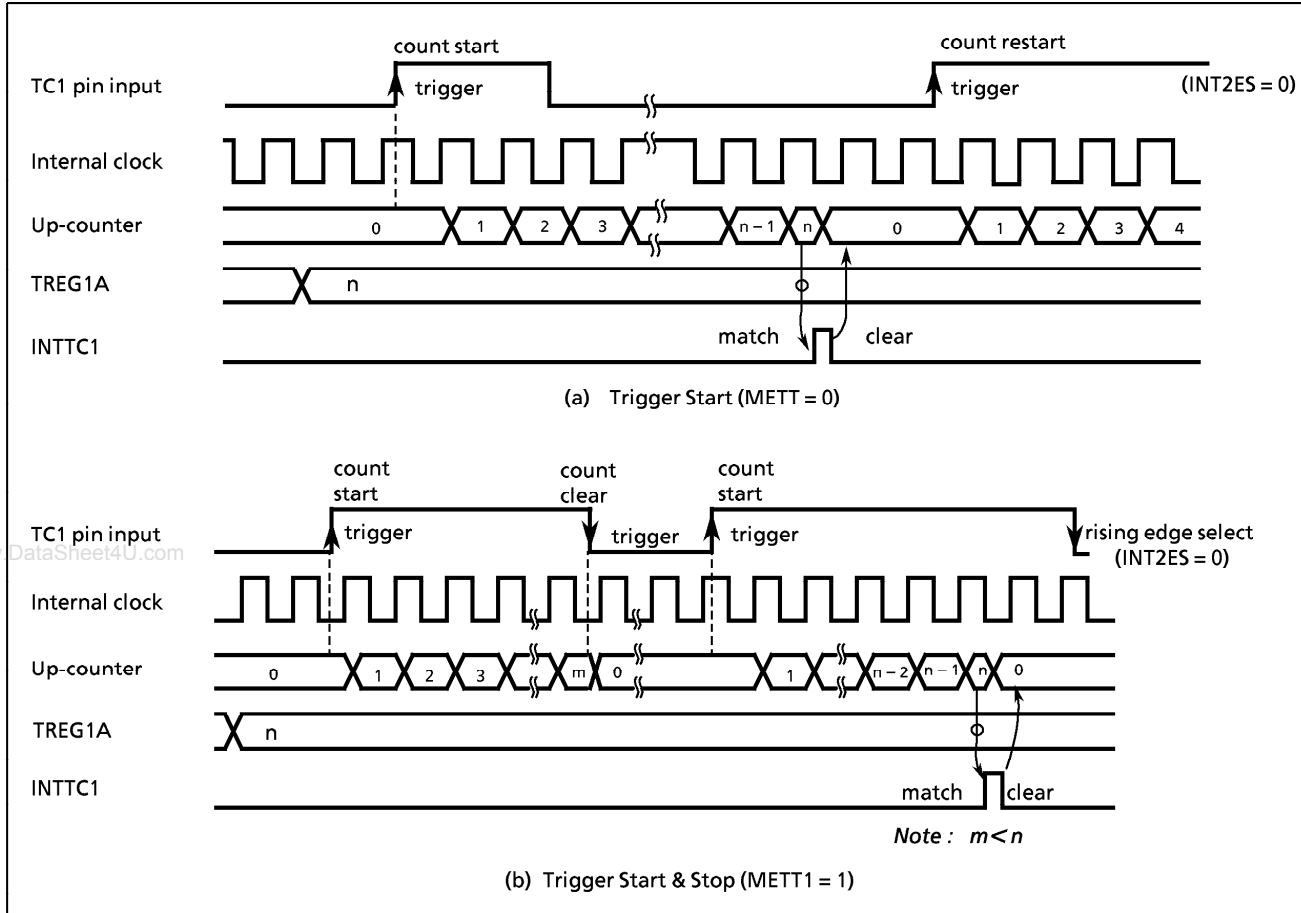 count start
count restart
TC1 pin input
trigger
trigger
(INT2ES = 0)
Internal clock
Up-counter
0
1
2
3
n – 1
n
0
1
2
3
4
TREG1A
n
INTTC1
match
clear
(a) Trigger Start (METT = 0)
count start
count clear
count start
TC1 pin input
trigger
trigger
trigger
rising edge select
(INT2ES = 0)
DataSheet4U.com
Internal clock
Up-counter
0
1
2
3
m
0
1
n – 2
n – 1
n
0
TREG1A
n
INTTC1
match
clear
Note : m < n
(b) Trigger Start & Stop (METT1 = 1)